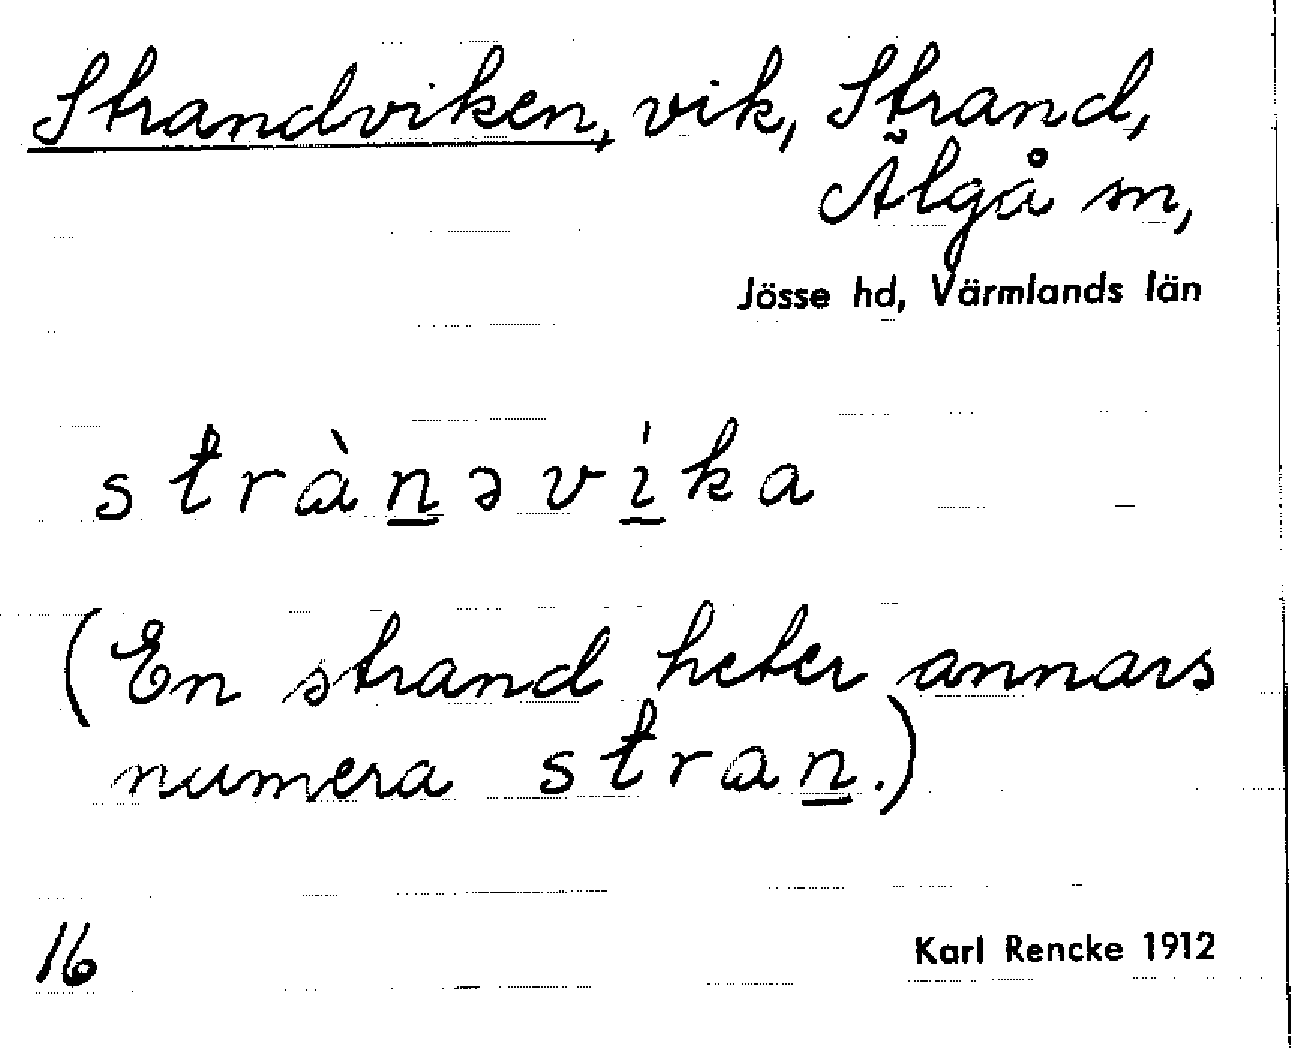 Strandviken, vik, Strand,
Älgå sn,
Jösse hd, Värmlands län
stràn̲əvi̲̍ka
(En strand heter annars
numera stran̲.)
16
Karl Rencke 1912